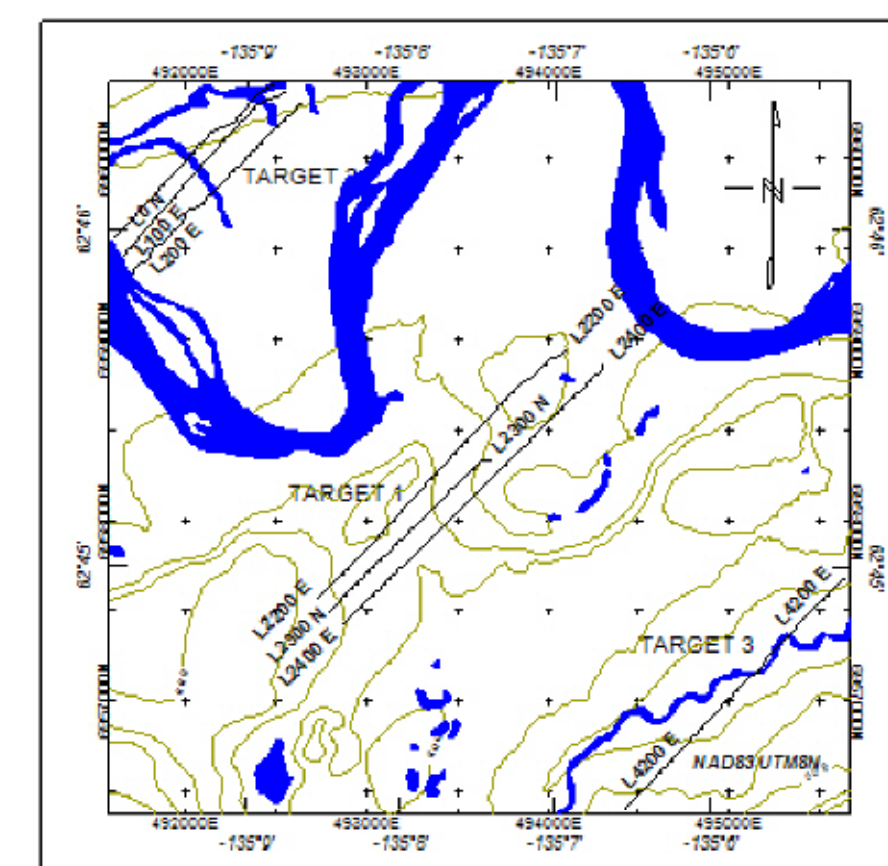 -135°9' -135°8' -135°7' -135°6'
492000E 493000E 494000E 495000E
TARGET 2
L0 N
L100 E
L200 E
62°46' 62°46'
N
L2200 E
L2400 E
L2300 N
TARGET 1
62°45' 62°45'
L2200 E
L2300 N
L2400 E
L4200 E
TARGET 3
L4200 E
NAD83 UTM8N
492000E 493000E 494000E 495000E
-135°9' -135°8' -135°7' -135°6'